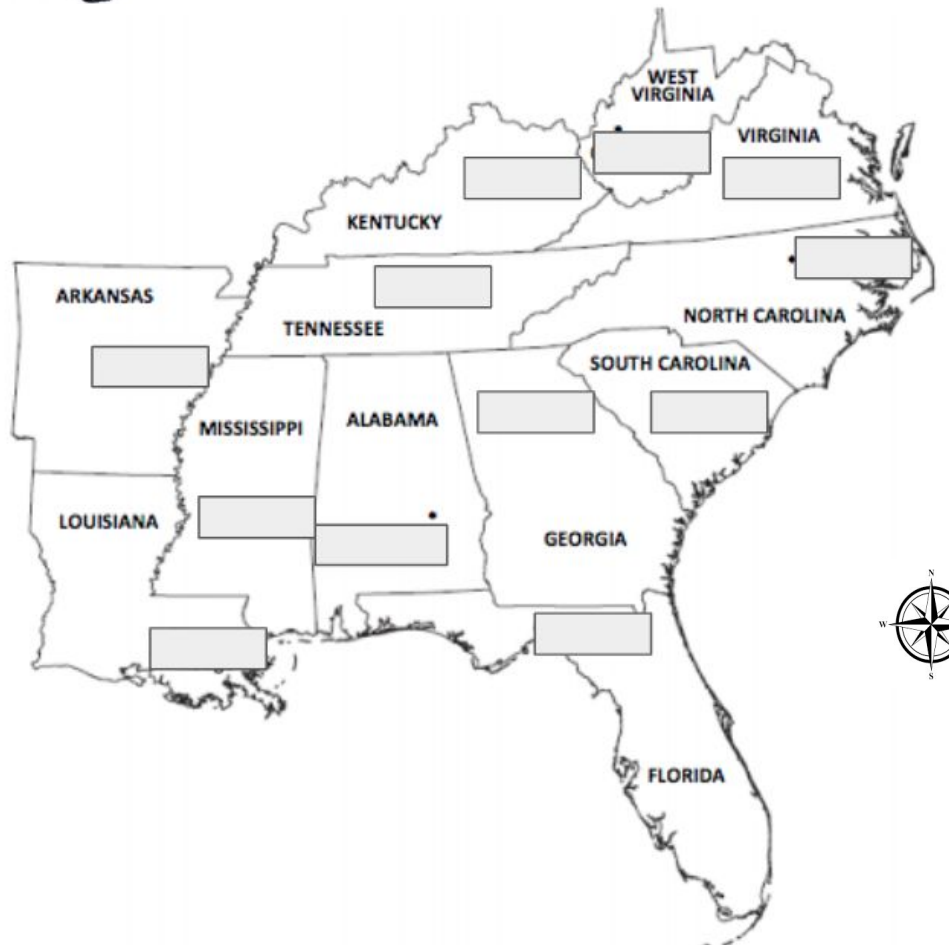 WEST
VIRGINIA
VIRGINIA
KENTUCKY
ARKANSAS
TENNESSEE
NORTH CAROLINA
SOUTH CAROLINA
MISSISSIPPI
ALABAMA
LOUISIANA
GEORGIA
N
W
S
FLORIDA